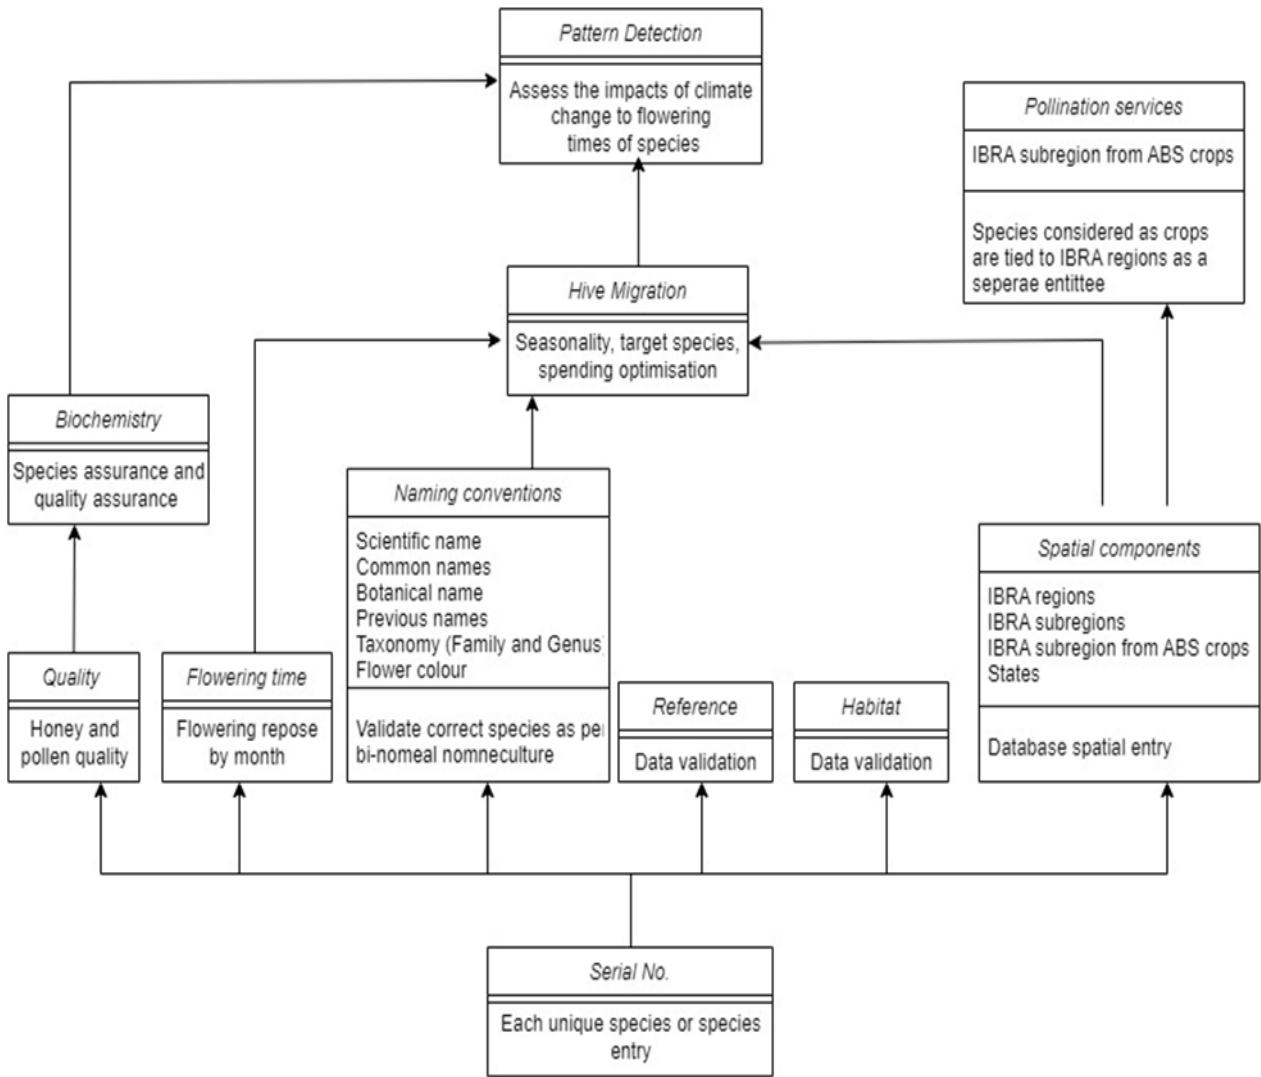 Pattern Detection
Assess the impacts of climate
change to flowering
times of species
Pollination services
IBRA subregion from ABS crops
Species considered as crops
are tied to IBRA regions as a
seperae entittee
Hive Migration
Seasonality, target species,
spending optimisation
Biochemistry
Species assurance and
quality assurance
Naming conventions
Scientific name
Common names
Botanical name
Previous names
Taxonomy (Family and Genus)
Flower colour
Validate correct species as per
bi-nomeal nomneculture
Spatial components
IBRA regions
IBRA subregions
IBRA subregion from ABS crops
States
Database spatial entry
Quality
Honey and
pollen quality
Flowering time
Flowering repose
by month
Reference
Data validation
Habitat
Data validation
Serial No.
Each unique species or species
entry